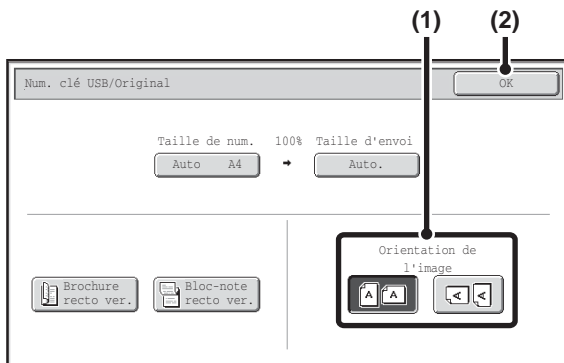 (1) (2)
Num. clé USB/Original OK
Taille de num. 100% Taille d'envoi
Auto A4 Auto.
Orientation de
l'image
Brochure
recto ver.
Bloc-note
recto ver.
A A A A